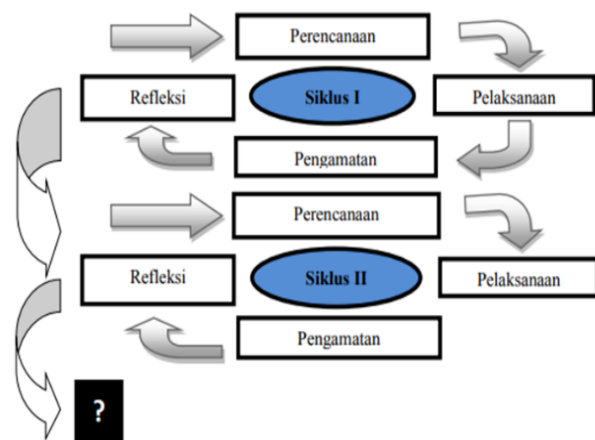 Perencanaan
Refleksi
Siklus I
Pelaksanaan
Pengamatan
Perencanaan
Refleksi
Siklus II
Pelaksanaan
Pengamatan
?